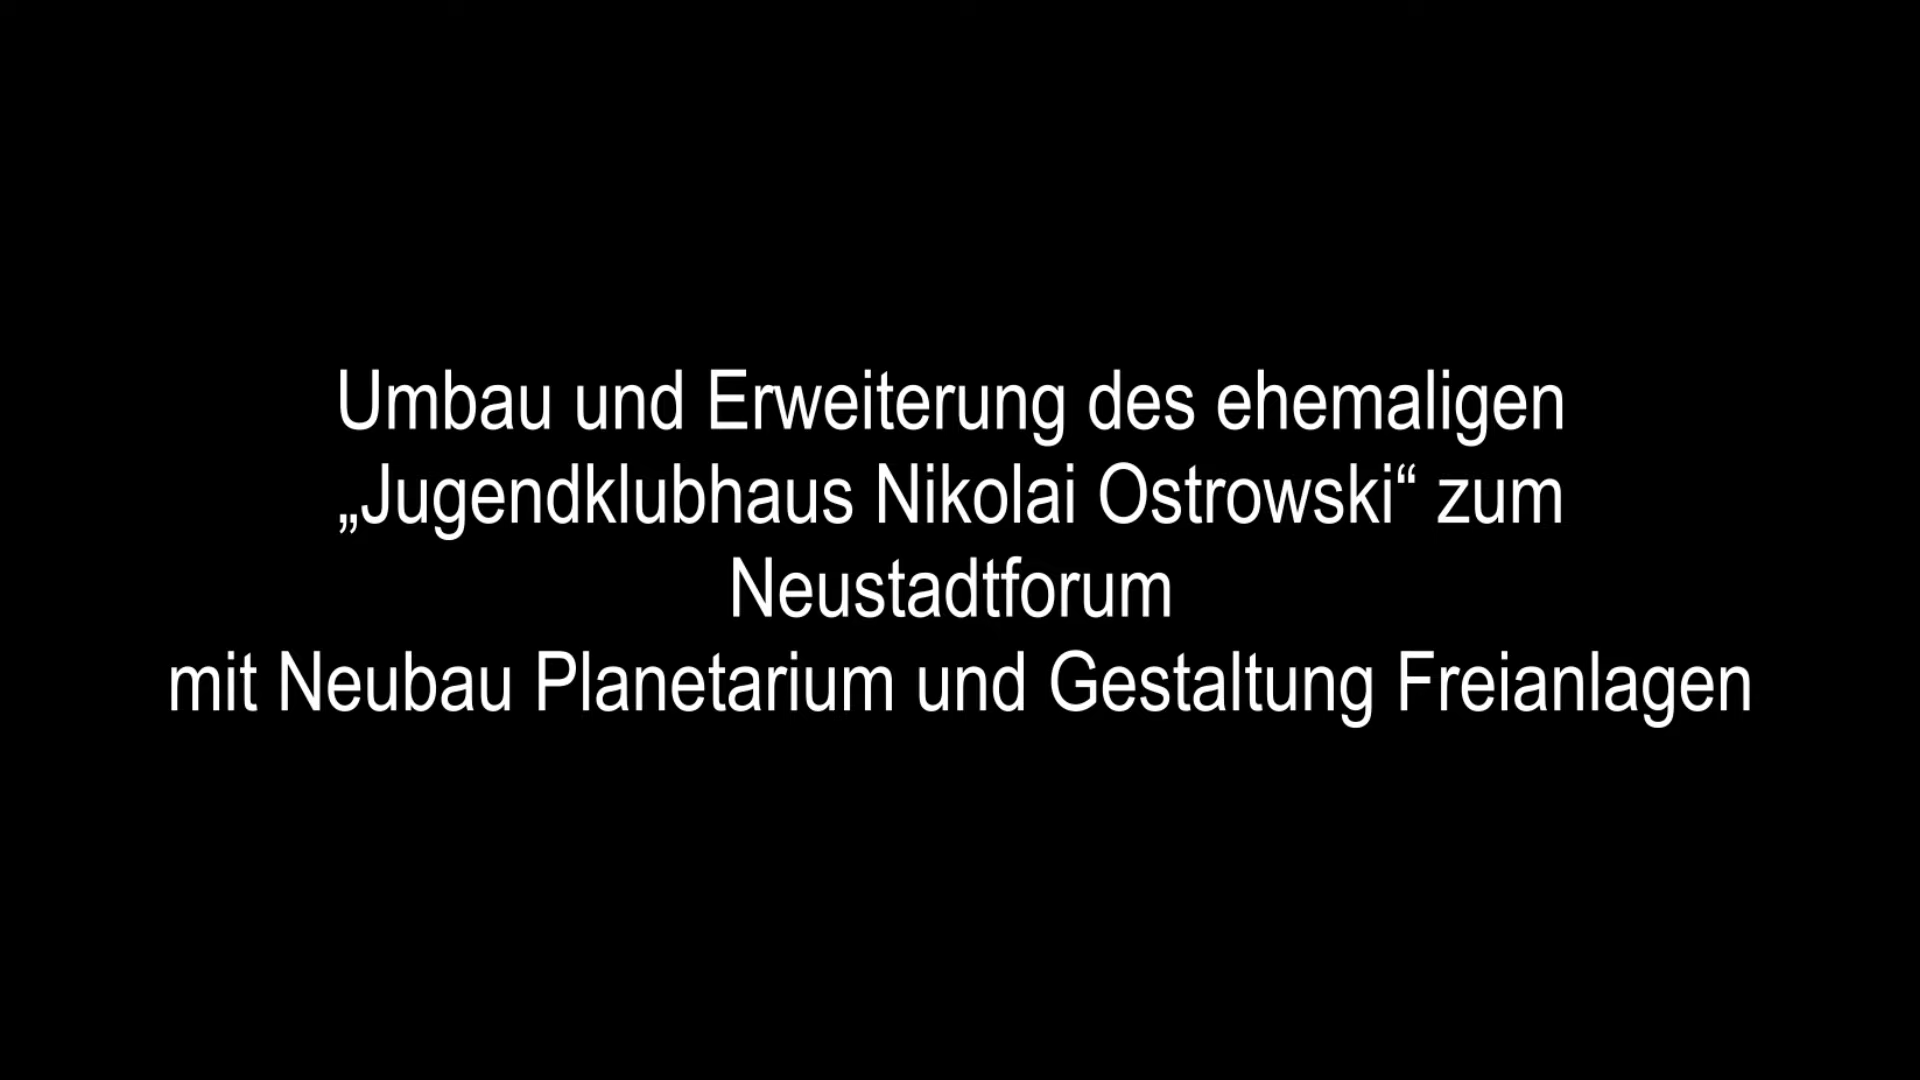 Umbau und Erweiterung des ehemaligen
„Jugendklubhaus Nikolai Ostrowski“ zum
Neustadtforum
mit Neubau Planetarium und Gestaltung Freianlagen